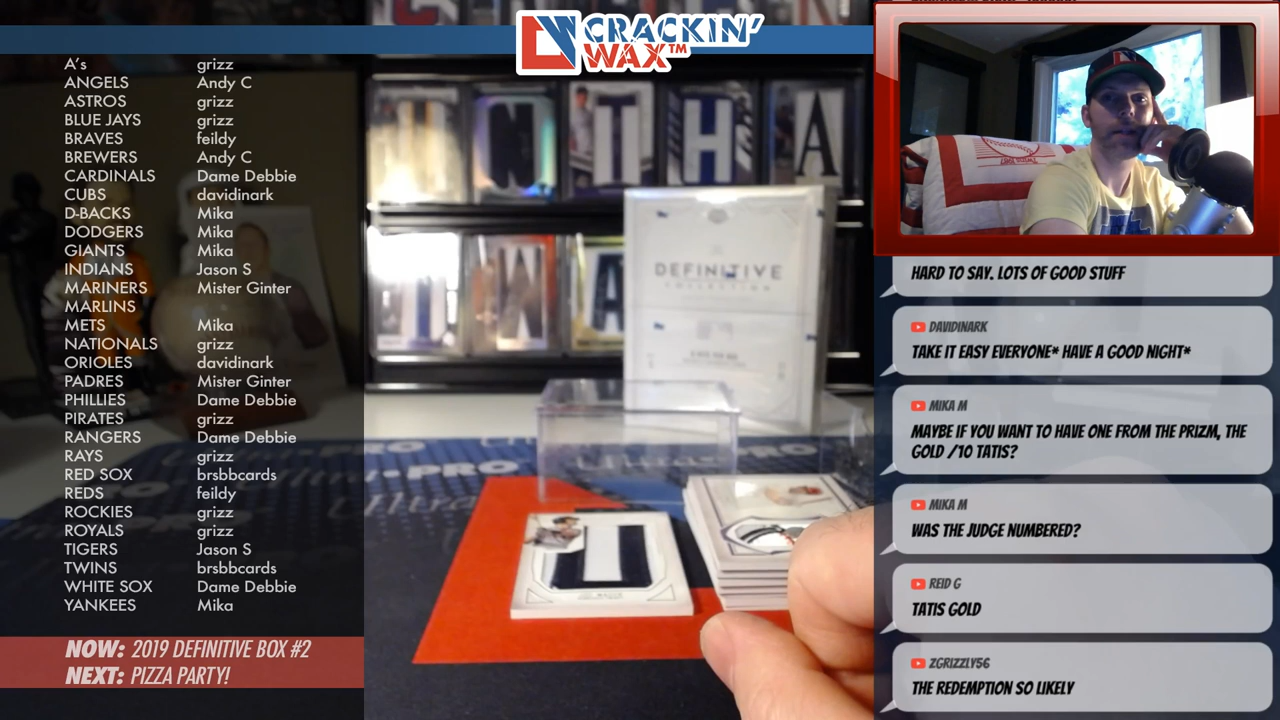 CRACKIN'
WAX™
A's grizz
ANGELS Andy C
ASTROS grizz
BLUE JAYS grizz
BRAVES feildy
BREWERS Andy C
CARDINALS Dame Debbie
CUBS davidinark
D-BACKS Mika
DODGERS Mika
GIANTS Mika
INDIANS Jason S
MARINERS Mister Ginter
MARLINS
METS Mika
NATIONALS grizz
ORIOLES davidinark
PADRES Mister Ginter
PHILLIES Dame Debbie
PIRATES grizz
RANGERS Dame Debbie
RAYS grizz
RED SOX brsbbcards
REDS feildy
ROCKIES grizz
ROYALS grizz
TIGERS Jason S
TWINS brsbbcards
WHITE SOX Dame Debbie
YANKEES Mika
NOW: 2019 DEFINITIVE BOX #2
NEXT: PIZZA PARTY!
N T H A
W A
DEFINITIVE
COLLECTION
PRO
Ultra
HARD TO SAY. LOTS OF GOOD STUFF
DAVIDINARK
TAKE IT EASY EVERYONE* HAVE A GOOD NIGHT*
MIKA M
MAYBE IF YOU WANT TO HAVE ONE FROM THE PRIZM, THE
GOLD /10 TATIS?
MIKA M
WAS THE JUDGE NUMBERED?
REID G
TATIS GOLD
ZGRIZZLY56
THE REDEMPTION SO LIKELY